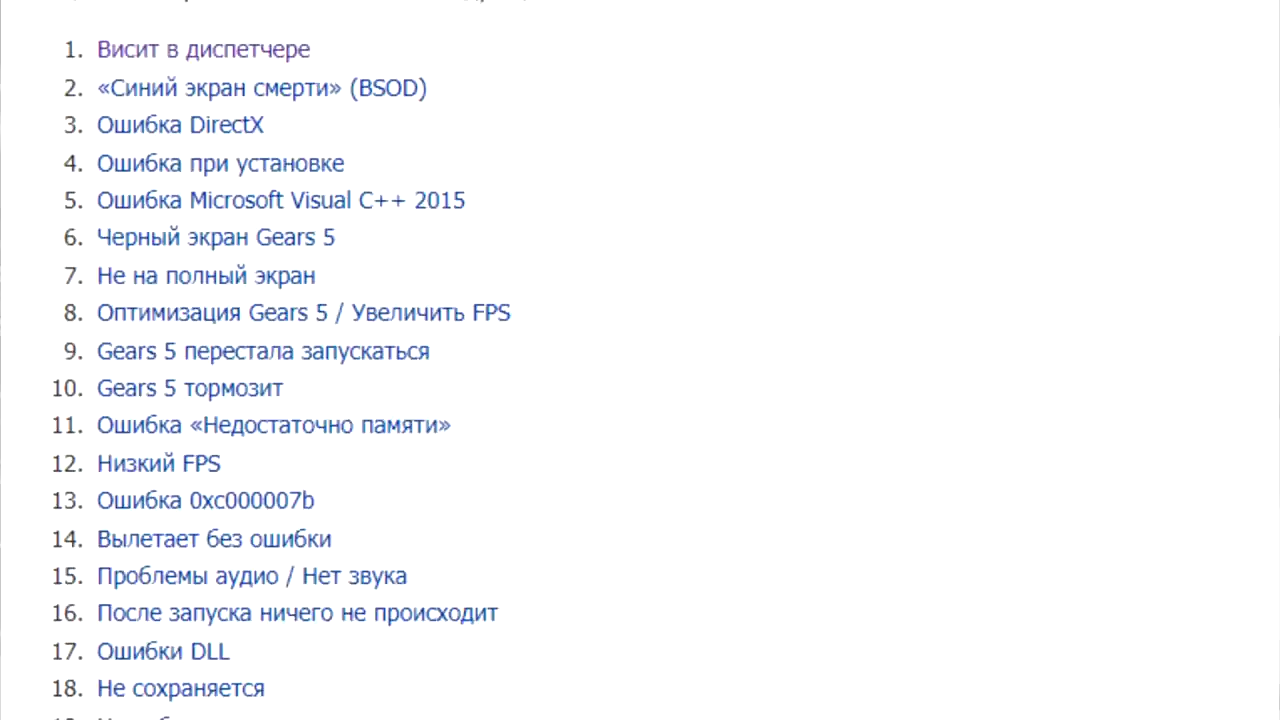 1. Висит в диспетчере
2. «Синий экран смерти» (BSOD)
3. Ошибка DirectX
4. Ошибка при установке
5. Ошибка Microsoft Visual C++ 2015
6. Черный экран Gears 5
7. Не на полный экран
8. Оптимизация Gears 5 / Увеличить FPS
9. Gears 5 перестала запускаться
10. Gears 5 тормозит
11. Ошибка «Недостаточно памяти»
12. Низкий FPS
13. Ошибка 0xc000007b
14. Вылетает без ошибки
15. Проблемы аудио / Нет звука
16. После запуска ничего не происходит
17. Ошибки DLL
18. Не сохраняется